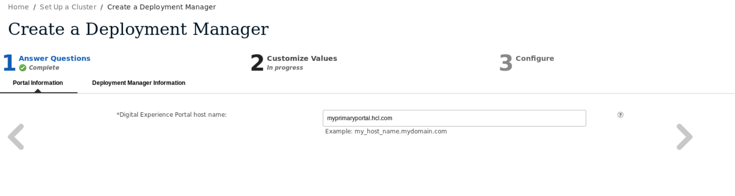 Home / Set Up a Cluster / Create a Deployment Manager
Create a Deployment Manager
1 Answer Questions
Complete
2 Customize Values
In progress
3 Configure
Portal Information
Deployment Manager Information
*Digital Experience Portal host name:
myprimaryportal.hcl.com
?
Example: my_host_name.mydomain.com